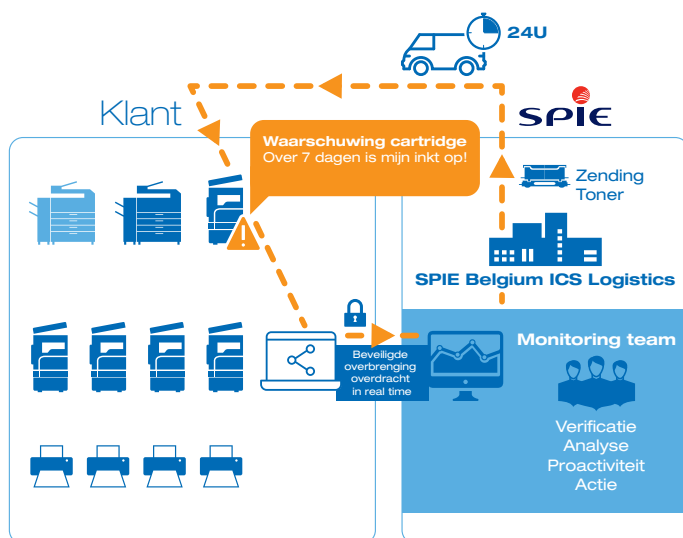 24U
Klant
SPIE
Waarschuwing cartridge
Over 7 dagen is mijn inkt op!
Zending
Toner
SPIE Belgium ICS Logistics
Beveiligde
overbrenging
overdracht
in real time
Monitoring team
Verificatie
Analyse
Proactiviteit
Actie